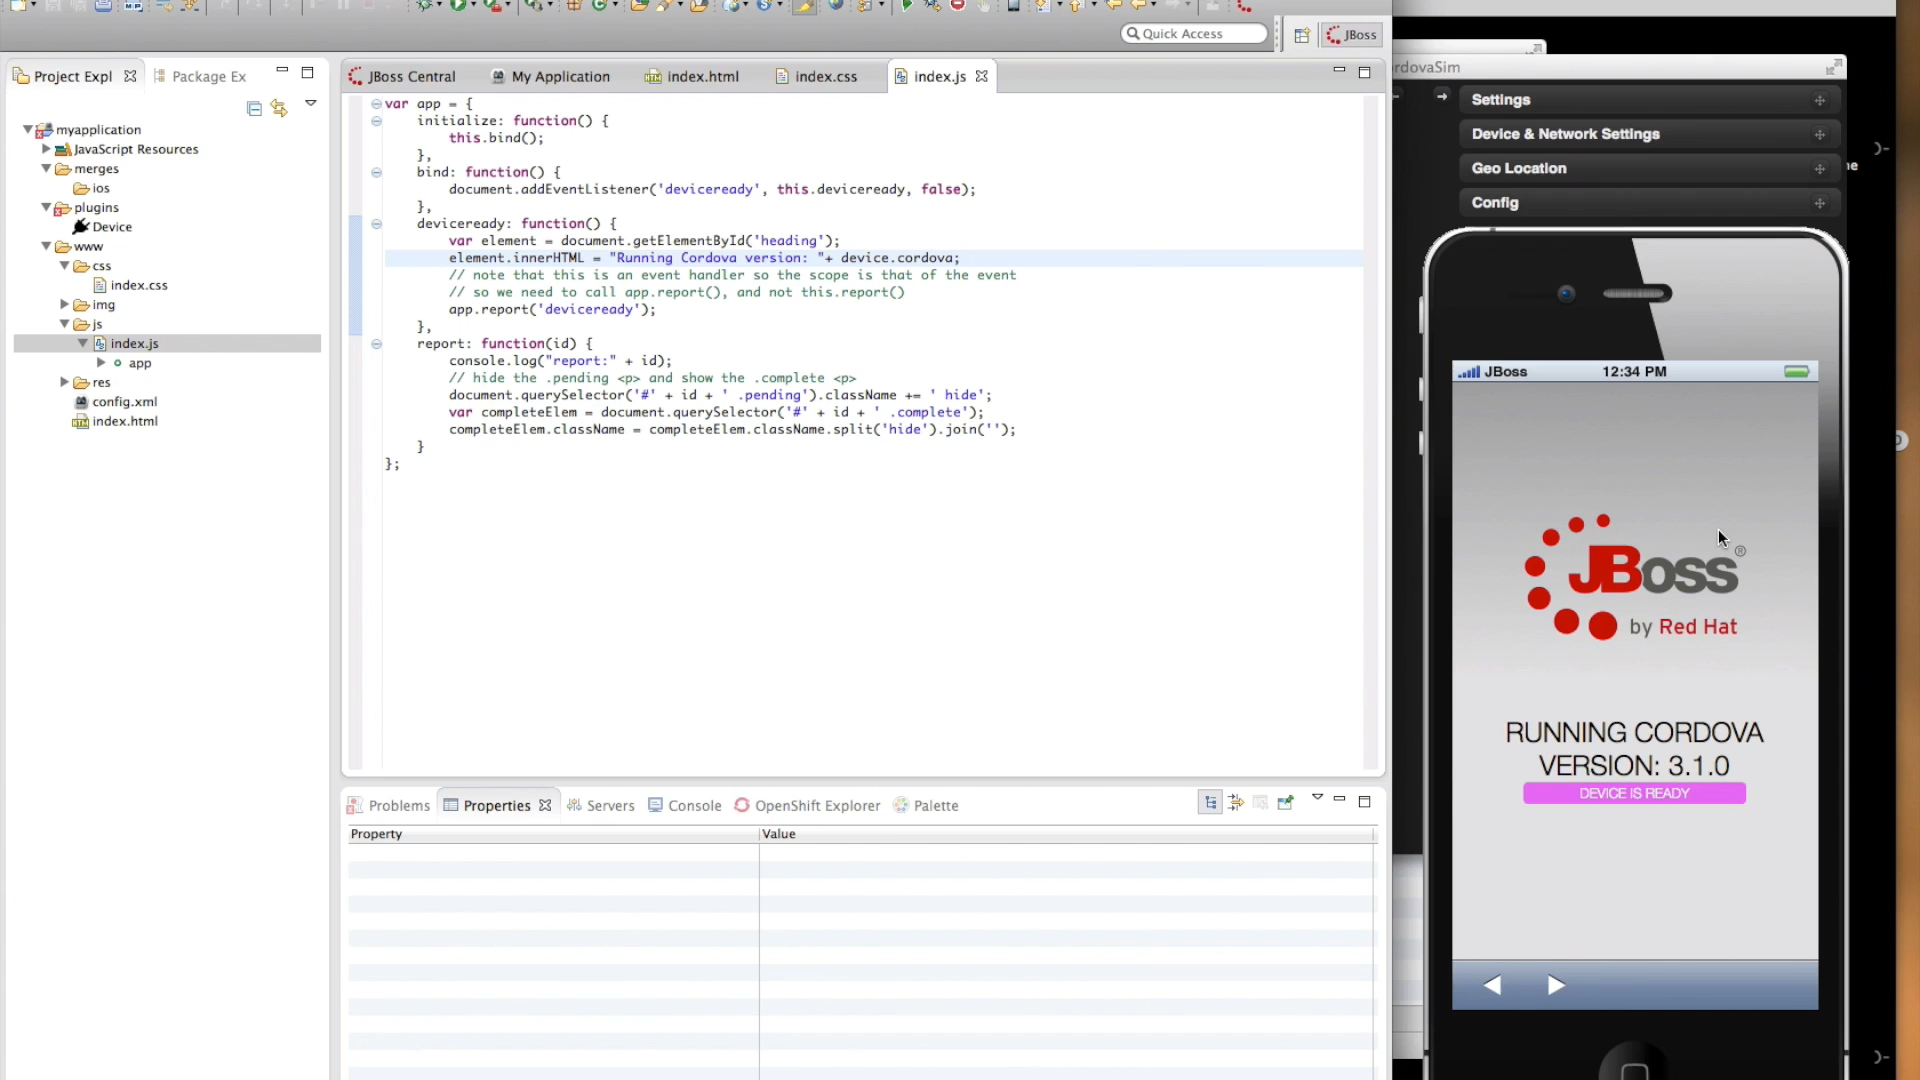 Quick Access
JBoss
Project Expl
Package Ex
JBoss Central
My Application
index.html
index.css
index.js
myapplication
JavaScript Resources
merges
ios
plugins
Device
www
css
index.css
img
js
index.js
app
res
config.xml
index.html
var app = {
initialize: function() {
this.bind();
},
bind: function() {
document.addEventListener('deviceready', this.deviceready, false);
},
deviceready: function() {
var element = document.getElementById('heading');
element.innerHTML = "Running Cordova version: "+ device.cordova;
// note that this is an event handler so the scope is that of the event
// so we need to call app.report(), and not this.report()
app.report('deviceready');
},
report: function(id) {
console.log("report:" + id);
// hide the .pending <p> and show the .complete <p>
document.querySelector('#' + id + ' .pending').className += ' hide';
var completeElem = document.querySelector('#' + id + ' .complete');
completeElem.className = completeElem.className.split('hide').join('');
}
};
Problems
Properties
Servers
Console
OpenShift Explorer
Palette
Property
Value
rdovaSim
Settings
Device & Network Settings
Geo Location
Config
JBoss
12:34 PM
JBoss®
by Red Hat
RUNNING CORDOVA
VERSION: 3.1.0
DEVICE IS READY